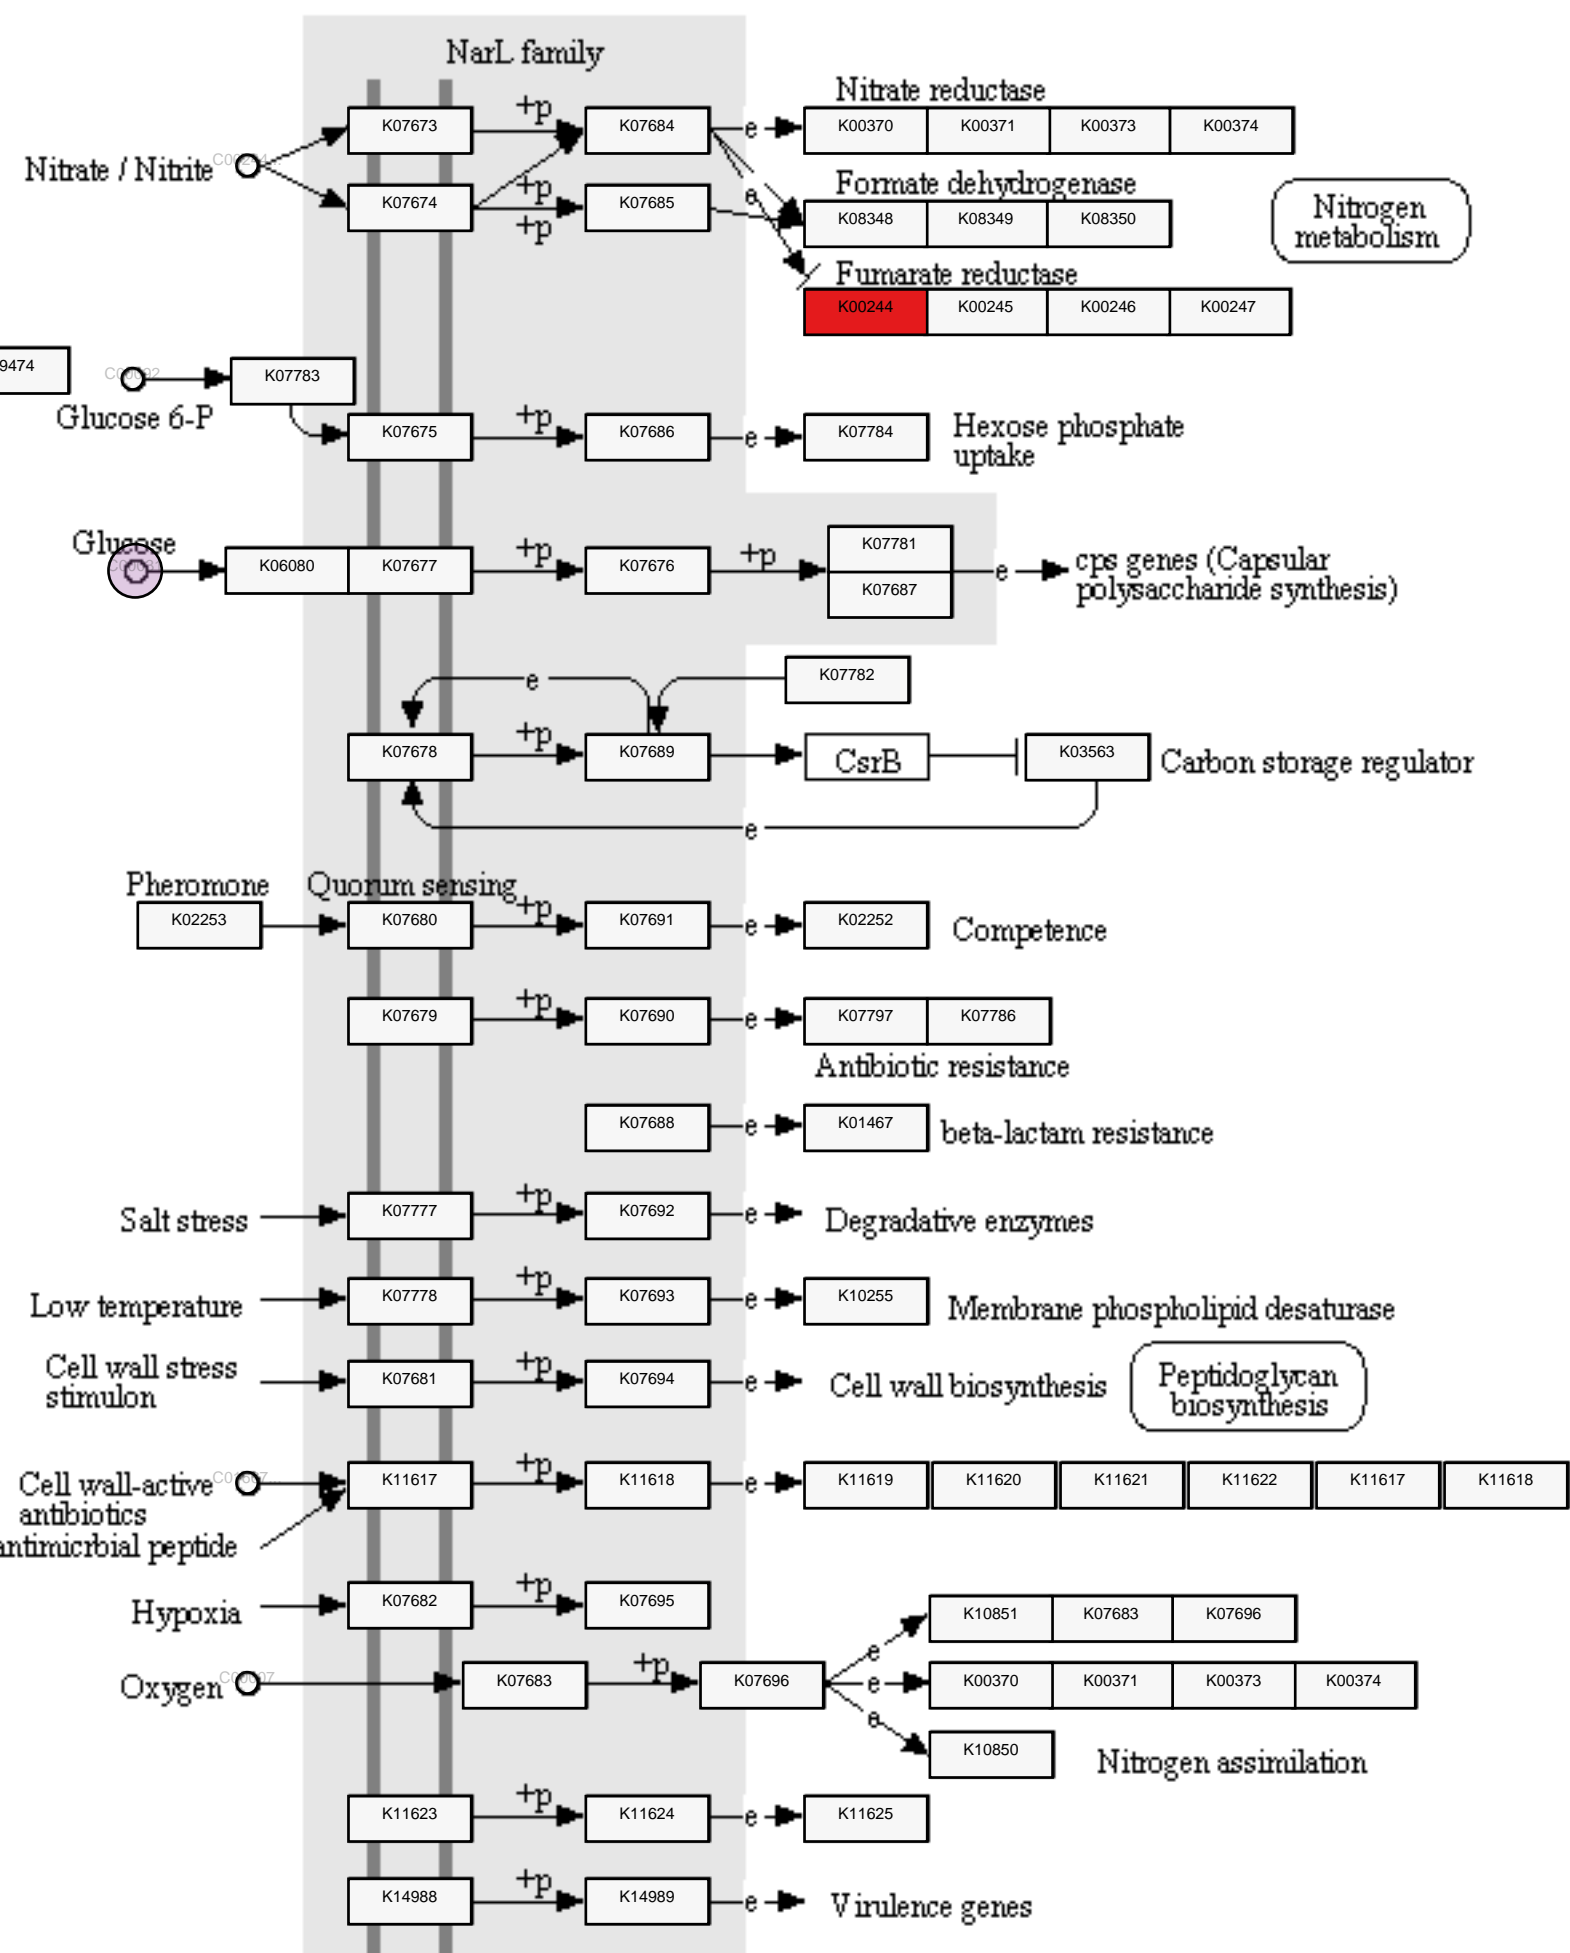 NarL family
Nitrate reductase
+p
K07673
K07684
e
K00370
K00371
K00373
K00374
Nitrate / Nitrite
Formate dehydrogenase
+p
e
K07674
K07685
K08348
K08349
K08350
+p
Nitrogen
metabolism
Fumarate reductase
K00244
K00245
K00246
K00247
9474
K07783
Glucose 6-P
+p
K07675
K07686
e
K07784
Hexose phosphate
uptake
Glucose
K06080
K07677
+p
K07676
+p
K07781
K07687
e
cps genes (Capsular
polysaccharide synthesis)
e
K07782
K07678
+p
K07689
CsrB
K03563
Carbon storage regulator
e
Pheromone
Quorum sensing
K02253
K07680
+p
K07691
e
K02252
Competence
K07679
+p
K07690
e
K07797
K07786
Antibiotic resistance
K07688
e
K01467
beta-lactam resistance
Salt stress
K07777
+p
K07692
e
Degradative enzymes
Low temperature
K07778
+p
K07693
e
K10255
Membrane phospholipid desaturase
Cell wall stress
stimulon
K07681
+p
K07694
e
Cell wall biosynthesis
Peptidoglycan
biosynthesis
Cell wall-active
antibiotics
antimicrbial peptide
K11617
+p
K11618
e
K11619
K11620
K11621
K11622
K11617
K11618
Hypoxia
K07682
+p
K07695
K10851
K07683
K07696
e
Oxygen
K07683
+p
K07696
e
K00370
K00371
K00373
K00374
e
K10850
Nitrogen assimilation
K11623
+p
K11624
e
K11625
K14988
+p
K14989
e
Virulence genes